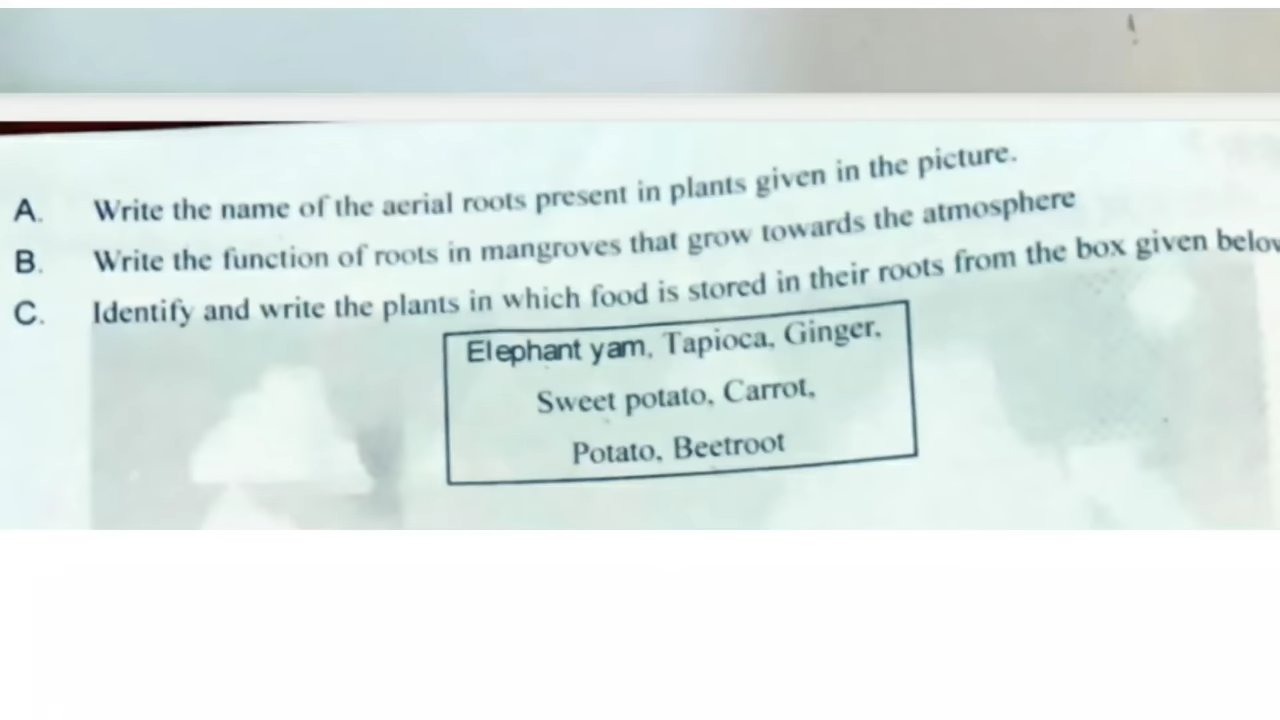 A. Write the name of the aerial roots present in plants given in the picture.
B. Write the function of roots in mangroves that grow towards the atmosphere
C. Identify and write the plants in which food is stored in their roots from the box given below
Elephant yam, Tapioca, Ginger,
Sweet potato, Carrot,
Potato, Beetroot